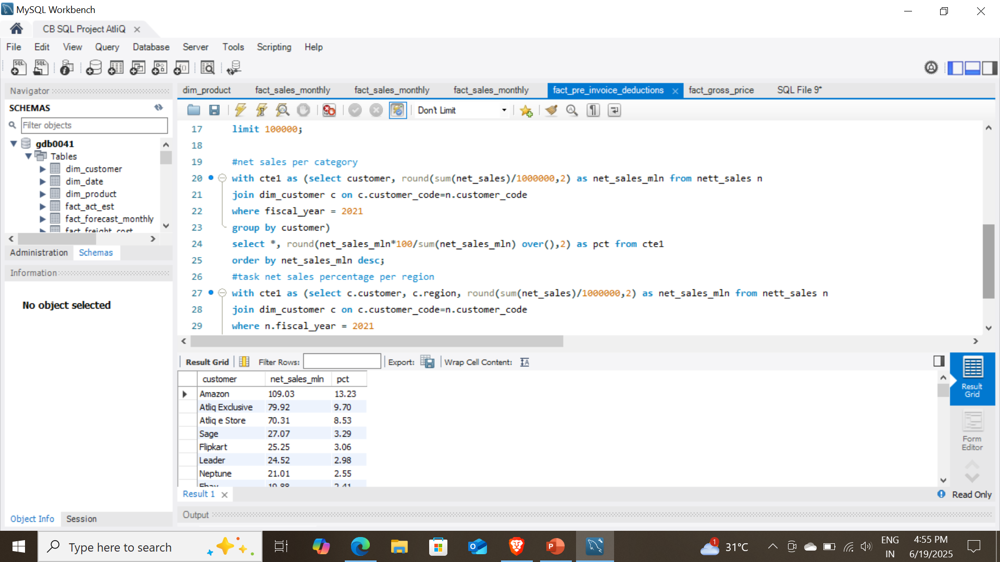 MySQL Workbench
CB SQL Project AtliQ
File Edit View Query Database Server Tools Scripting Help
Navigator
SCHEMAS
Filter objects
gdb0041
Tables
dim_customer
dim_date
dim_product
fact_act_est
fact_forecast_monthly
fact_freight_cost
Administration Schemas
Information
No object selected
Object Info Session
dim_product fact_sales_monthly fact_sales_monthly fact_sales_monthly fact_pre_invoice_deductions fact_gross_price SQL File 9*
Don't Limit
17 limit 100000;
18
19 #net sales per category
20 with cte1 as (select customer, round(sum(net_sales)/1000000,2) as net_sales_mln from nett_sales n
21 join dim_customer c on c.customer_code=n.customer_code
22 where fiscal_year = 2021
23 group by customer)
24 select *, round(net_sales_mln*100/sum(net_sales_mln) over(),2) as pct from cte1
25 order by net_sales_mln desc;
26 #task net sales percentage per region
27 with cte1 as (select c.customer, c.region, round(sum(net_sales)/1000000,2) as net_sales_mln from nett_sales n
28 join dim_customer c on c.customer_code=n.customer_code
29 where n.fiscal_year = 2021
Result Grid Filter Rows: Export: Wrap Cell Content:
customer net_sales_mln pct
Amazon 109.03 13.23
Atliq Exclusive 79.92 9.70
Atliq e Store 70.31 8.53
Sage 27.07 3.29
Flipkart 25.25 3.06
Leader 24.52 2.98
Neptune 21.01 2.55
Ebay 19.88 2.41
Result Grid
Form Editor
Result 1
Read Only
Output
Type here to search
1
31°C
ENG
IN
4:55 PM
6/19/2025